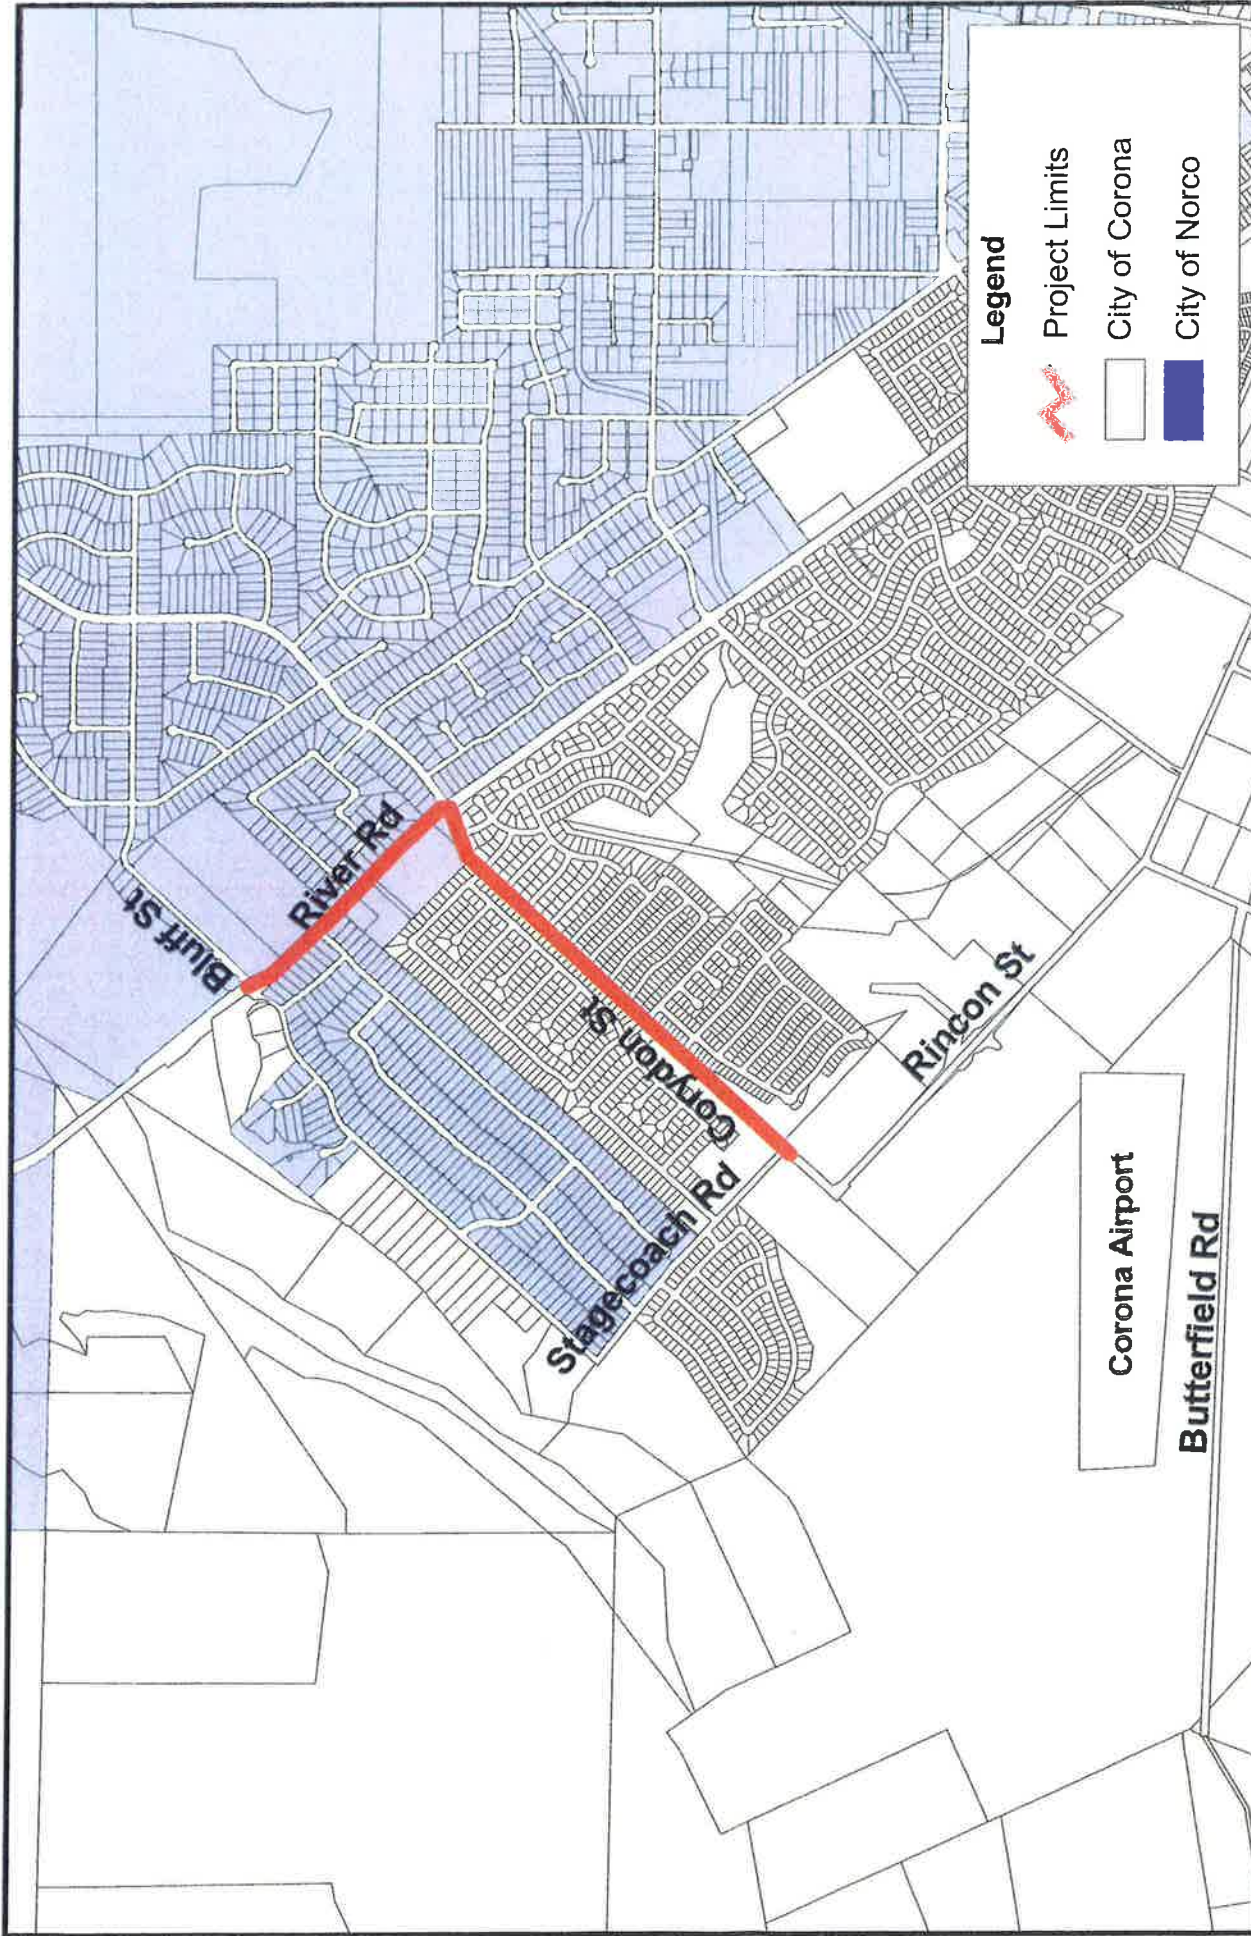 Bluff St
River Rd
Corydon St
Stagecoach Rd
Rincon St
Corona Airport
Butterfield Rd
Legend
Project Limits
City of Corona
City of Norco